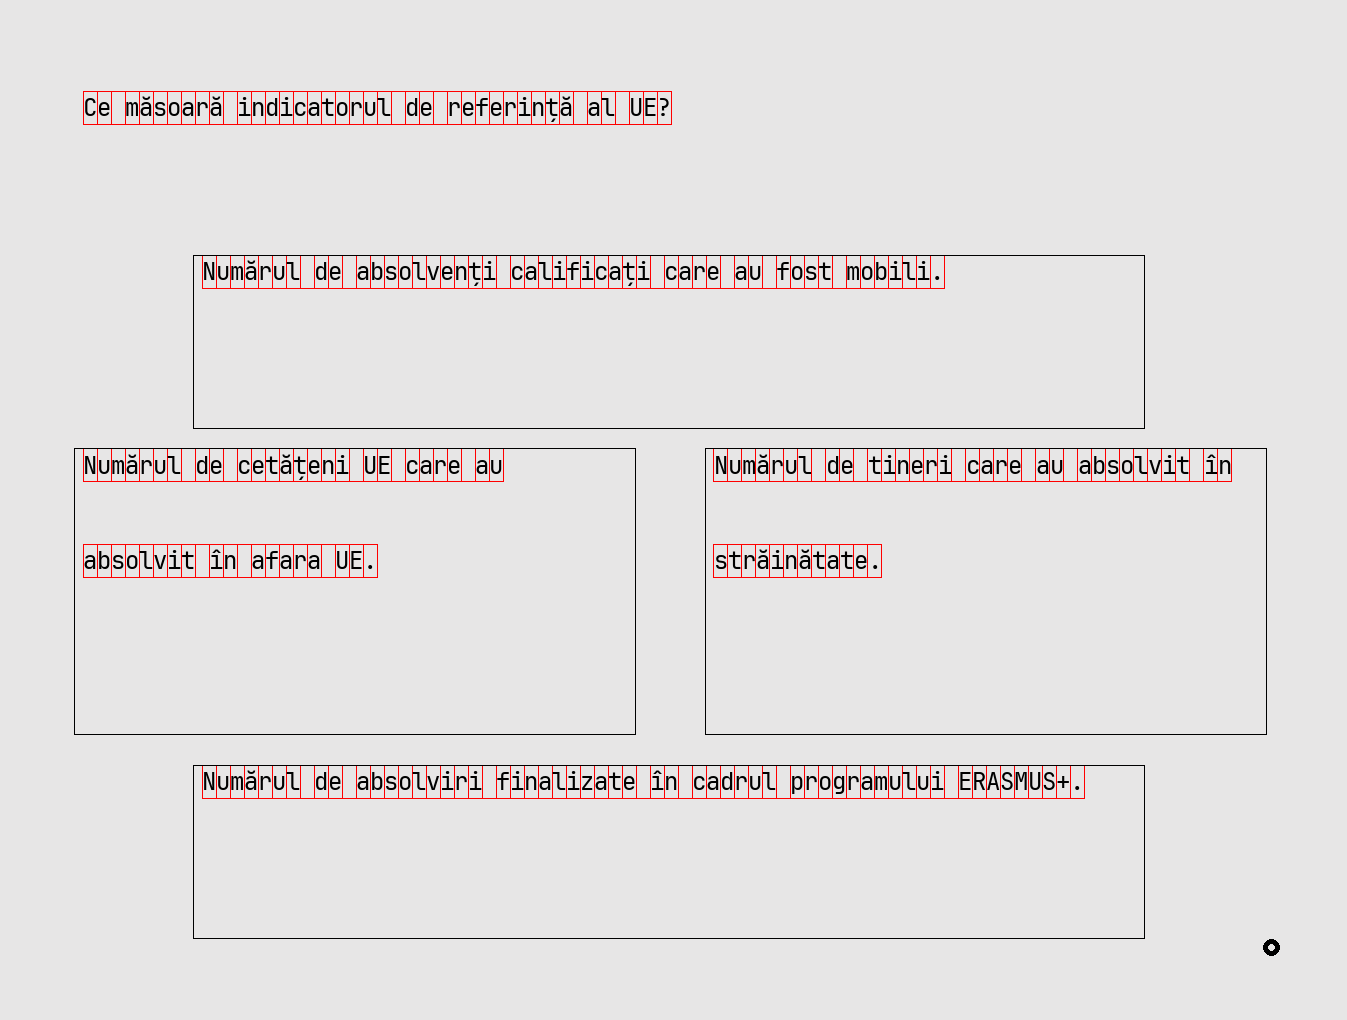 Ce măsoară indicatorul de referință al UE?
Numărul de absolvenți calificați care au fost mobili.
Numărul de cetățeni UE care au
absolvit în afara UE.
Numărul de tineri care au absolvit în
străinătate.
Numărul de absolviri finalizate în cadrul programului ERASMUS+.